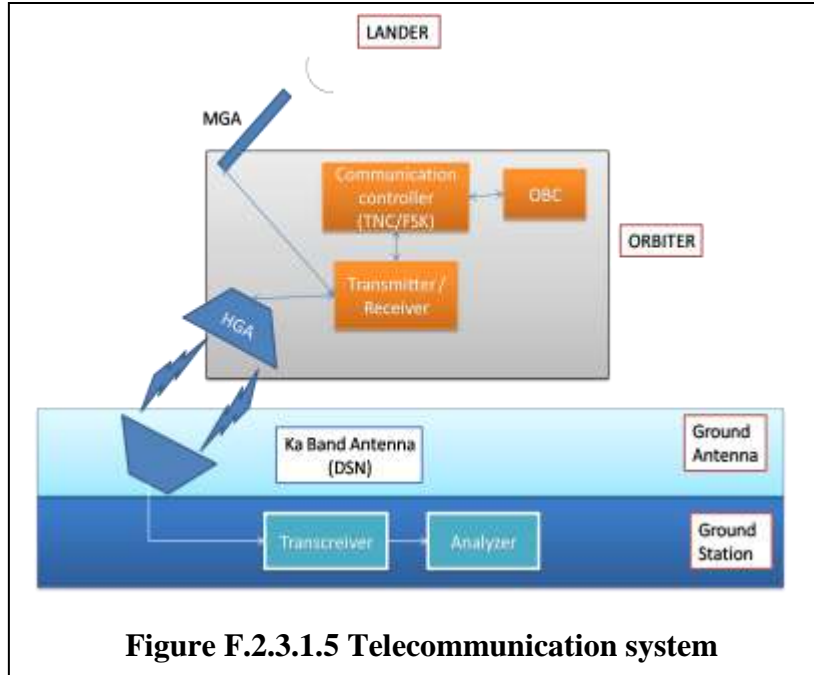 LANDER
MGA
Communication
controller
(TNC/FSK)
OBC
ORBITER
Transmitter /
Receiver
HGA
Ka Band Antenna
(DSN)
Ground
Antenna
Transcreiver
Analyzer
Ground
Station
Figure F.2.3.1.5 Telecommunication system